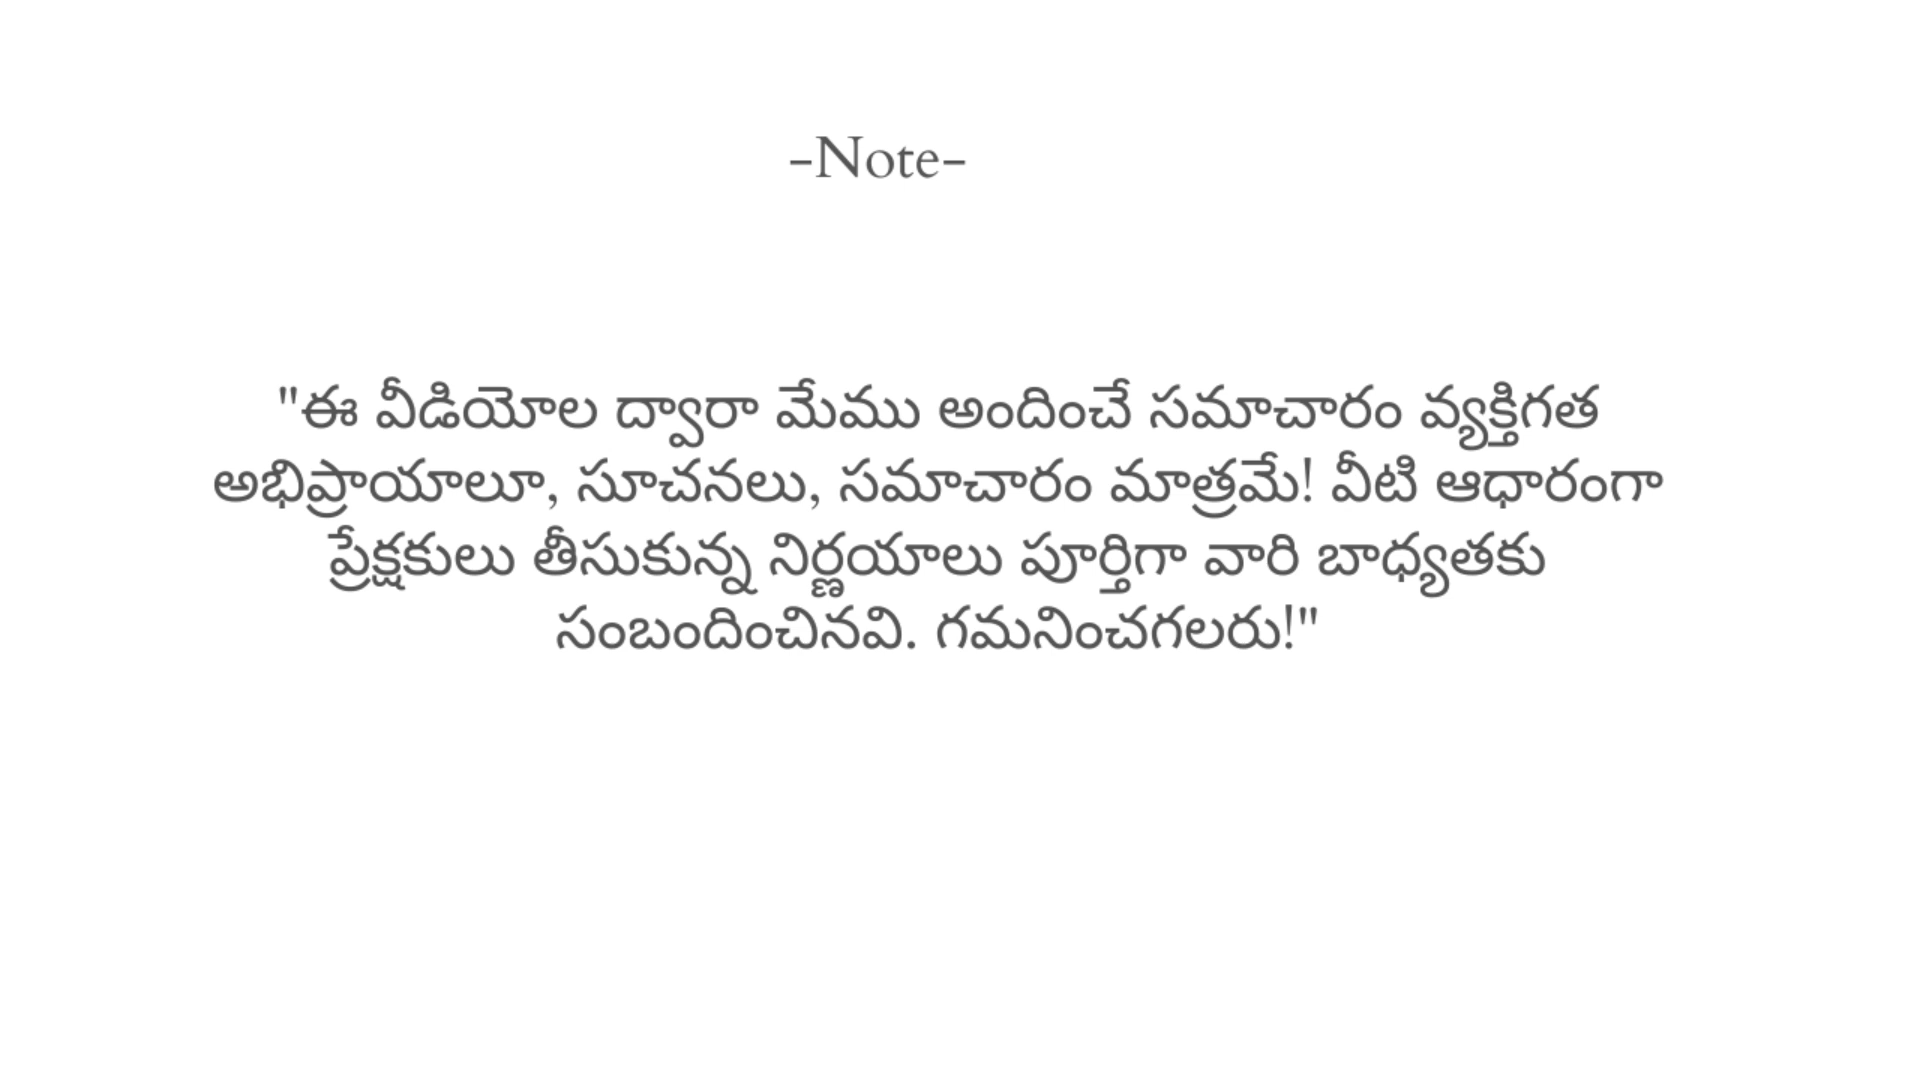 -Note-
"ఈ వీడియోల ద్వారా మేము అందించే సమాచారం వ్యక్తిగత
అభిప్రాయాలూ, సూచనలు, సమాచారం మాత్రమే! వీటి ఆధారంగా
ప్రేక్షకులు తీసుకున్న నిర్ణయాలు పూర్తిగా వారి బాధ్యతకు
సంబందించినవి. గమనించగలరు!"